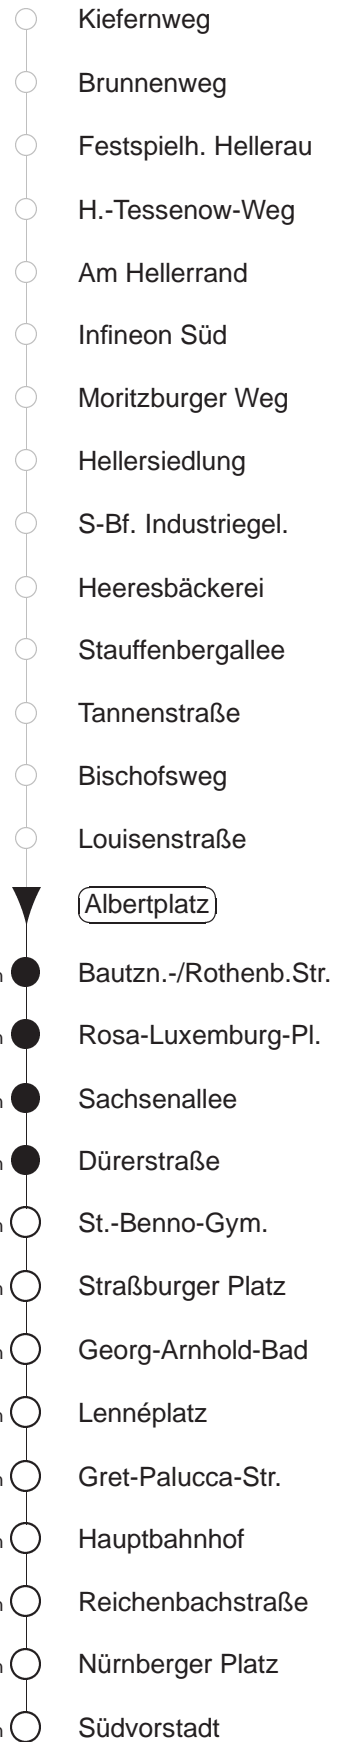 Kiefernweg
Brunnenweg
Festspielh. Hellerau
H.-Tessenow-Weg
Am Hellerrand
Infineon Süd
Moritzburger Weg
Hellersiedlung
S-Bf. Industriegel.
Heeresbäckerei
Stauffenbergallee
Tannenstraße
Bischofsweg
Louisenstraße
Albertplatz
Bautzn.-/Rothenb.Str.
Rosa-Luxemburg-Pl.
Sachsenallee
Dürerstraße
St.-Benno-Gym.
Straßburger Platz
Georg-Arnhold-Bad
Lennéplatz
Gret-Palucca-Str.
Hauptbahnhof
Reichenbachstraße
Nürnberger Platz
Südvorstadt